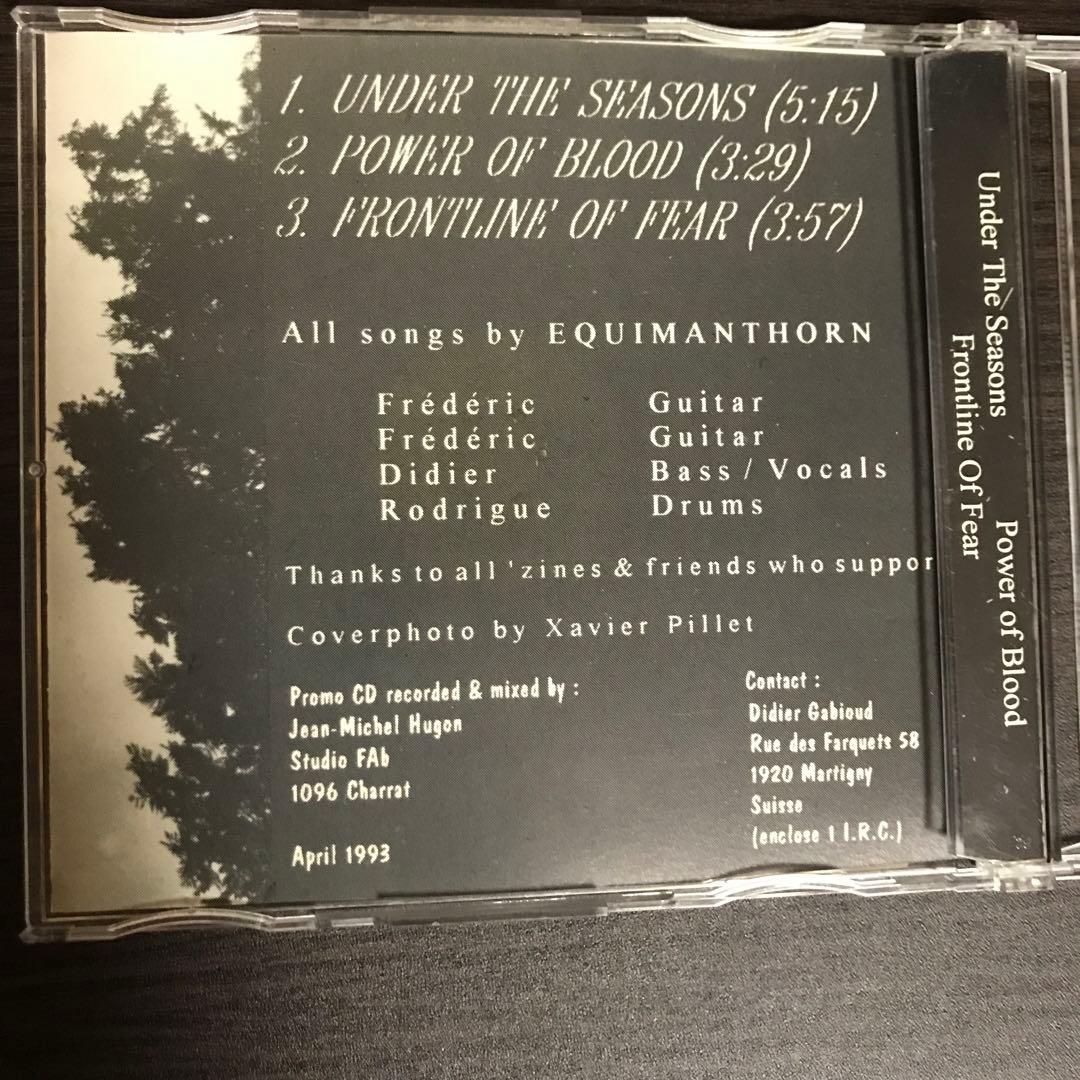 1. UNDER THE SEASONS (5:15)
2. POWER OF BLOOD (3:29)
3. FRONTLINE OF FEAR (3:57)
All songs by EQUIMANTHORN
Frédéric Guitar
Frédéric Guitar
Didier Bass / Vocals
Rodrigue Drums
Thanks to all 'zines & friends who suppor
Coverphoto by Xavier Pillet
Promo CD recorded & mixed by :
Jean-Michel Hugon
Studio FAb
1096 Charrat
April 1993
Contact :
Didier Gabioud
Rue des Farquets 58
1920 Martigny
Suisse
(enclose 1 I.R.C.)
Under The Seasons
Power of Blood
Frontline Of Fear